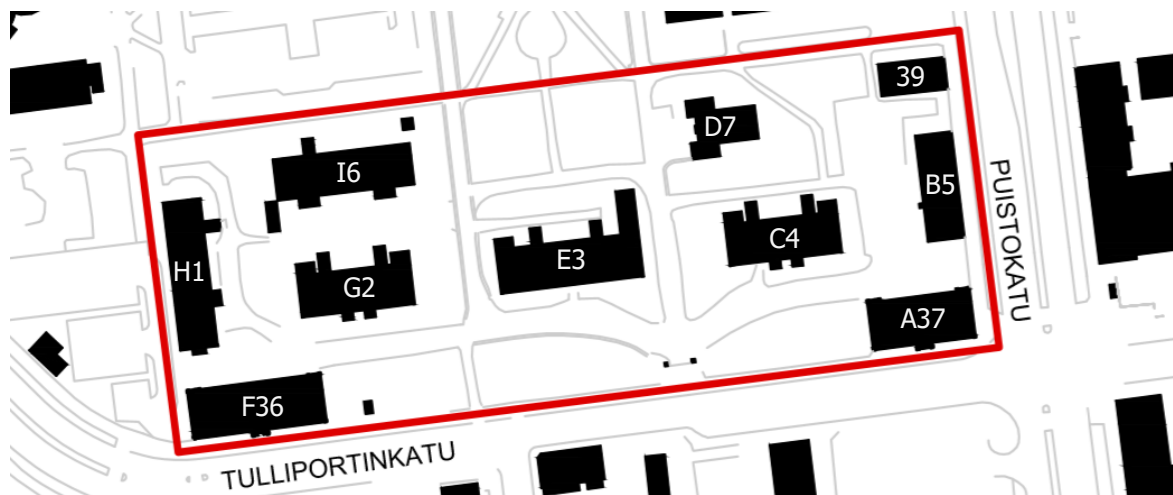 39
D7
I6
B5
PUISTOKATU
C4
E3
H1
G2
A37
F36
TULLIPORTINKATU